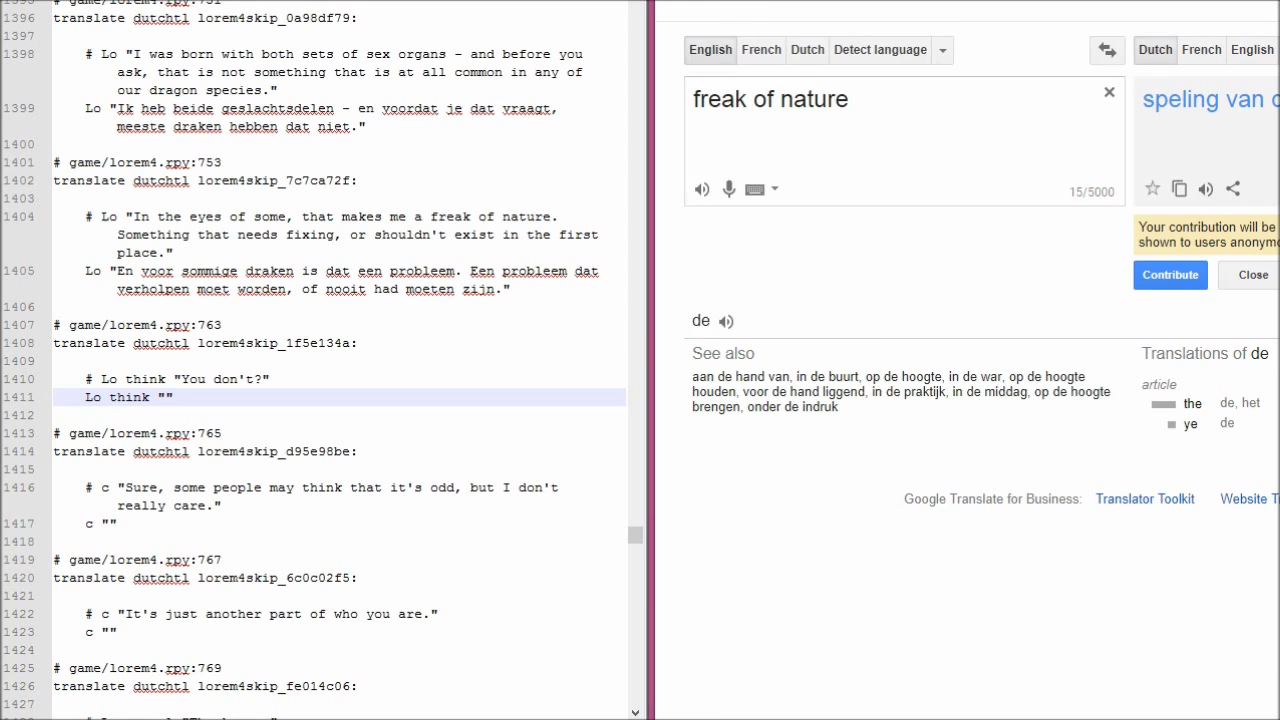 1396 translate dutchtl lorem4skip_0a98df79:
1397
1398 # Lo "I was born with both sets of sex organs - and before you
ask, that is not something that is at all common in any of
our dragon species."
1399 Lo "Ik heb beide geslachtsdelen - en voordat je dat vraagt,
meeste draken hebben dat niet."
1400
1401 # game/lorem4.rpy:753
1402 translate dutchtl lorem4skip_7c7ca72f:
1403
1404 # Lo "In the eyes of some, that makes me a freak of nature.
Something that needs fixing, or shouldn't exist in the first
place."
1405 Lo "En voor sommige draken is dat een probleem. Een probleem dat
verholpen moet worden, of nooit had moeten zijn."
1406
1407 # game/lorem4.rpy:763
1408 translate dutchtl lorem4skip_1f5e134a:
1409
1410 # Lo think "You don't?"
1411 Lo think ""
1412
1413 # game/lorem4.rpy:765
1414 translate dutchtl lorem4skip_d95e98be:
1415
1416 # c "Sure, some people may think that it's odd, but I don't
really care."
1417 c ""
1418
1419 # game/lorem4.rpy:767
1420 translate dutchtl lorem4skip_6c0c02f5:
1421
1422 # c "It's just another part of who you are."
1423 c ""
1424
1425 # game/lorem4.rpy:769
1426 translate dutchtl lorem4skip_fe014c06:
1427
English French Dutch Detect language
Dutch French English
freak of nature
speling van
15/5000
Your contribution will be
shown to users anonym
Contribute Close
de
See also
aan de hand van, in de buurt, op de hoogte, in de war, op de hoogte
houden, voor de hand liggend, in de praktijk, in de middag, op de hoogte
brengen, onder de indruk
Translations of de
article
the de, het
ye de
Google Translate for Business: Translator Toolkit Website T